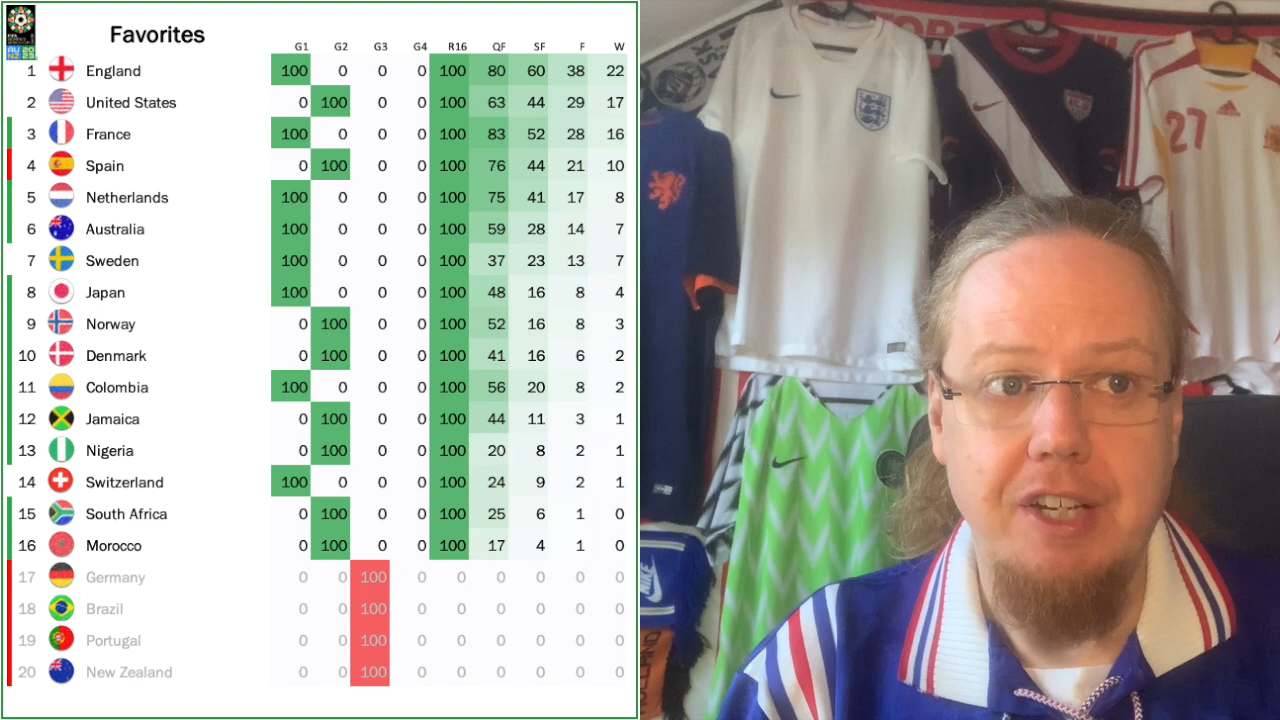 Favorites
G1 G2 G3 G4 R16 QF SF F W
1 England 100 0 0 0 100 80 60 38 22
2 United States 0 100 0 0 100 63 44 29 17
3 France 100 0 0 0 100 83 52 28 16
4 Spain 0 100 0 0 100 76 44 21 10
5 Netherlands 100 0 0 0 100 75 41 17 8
6 Australia 100 0 0 0 100 59 28 14 7
7 Sweden 100 0 0 0 100 37 23 13 7
8 Japan 100 0 0 0 100 48 16 8 4
9 Norway 0 100 0 0 100 52 16 8 3
10 Denmark 0 100 0 0 100 41 16 6 2
11 Colombia 100 0 0 0 100 56 20 8 2
12 Jamaica 0 100 0 0 100 44 11 3 1
13 Nigeria 0 100 0 0 100 20 8 2 1
14 Switzerland 100 0 0 0 100 24 9 2 1
15 South Africa 0 100 0 0 100 25 6 1 0
16 Morocco 0 100 0 0 100 17 4 1 0
17 Germany 0 0 100 0 0 0 0 0 0
18 Brazil 0 0 100 0 0 0 0 0 0
19 Portugal 0 0 100 0 0 0 0 0 0
20 New Zealand 0 0 100 0 0 0 0 0 0
AU 20
NZ 23
27
NIKE